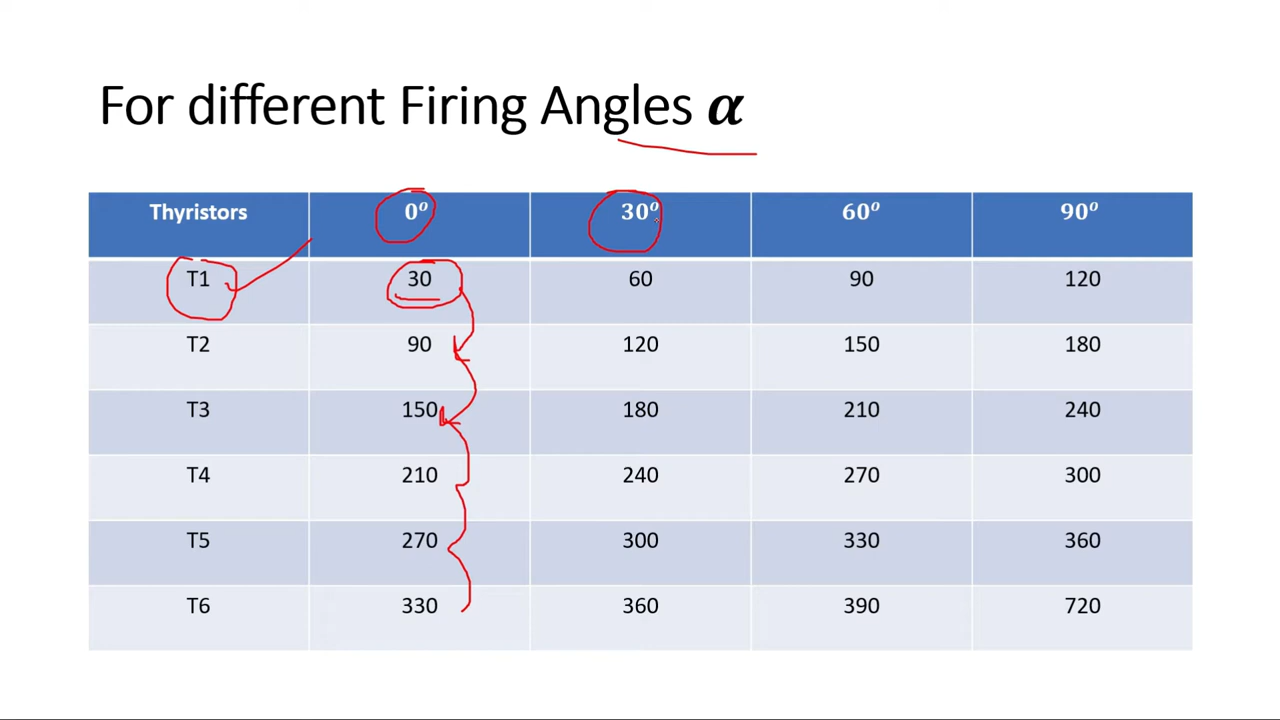 For different Firing Angles α
Thyristors 0° 30° 60° 90°
T1 30 60 90 120
T2 90 120 150 180
T3 150 180 210 240
T4 210 240 270 300
T5 270 300 330 360
T6 330 360 390 720